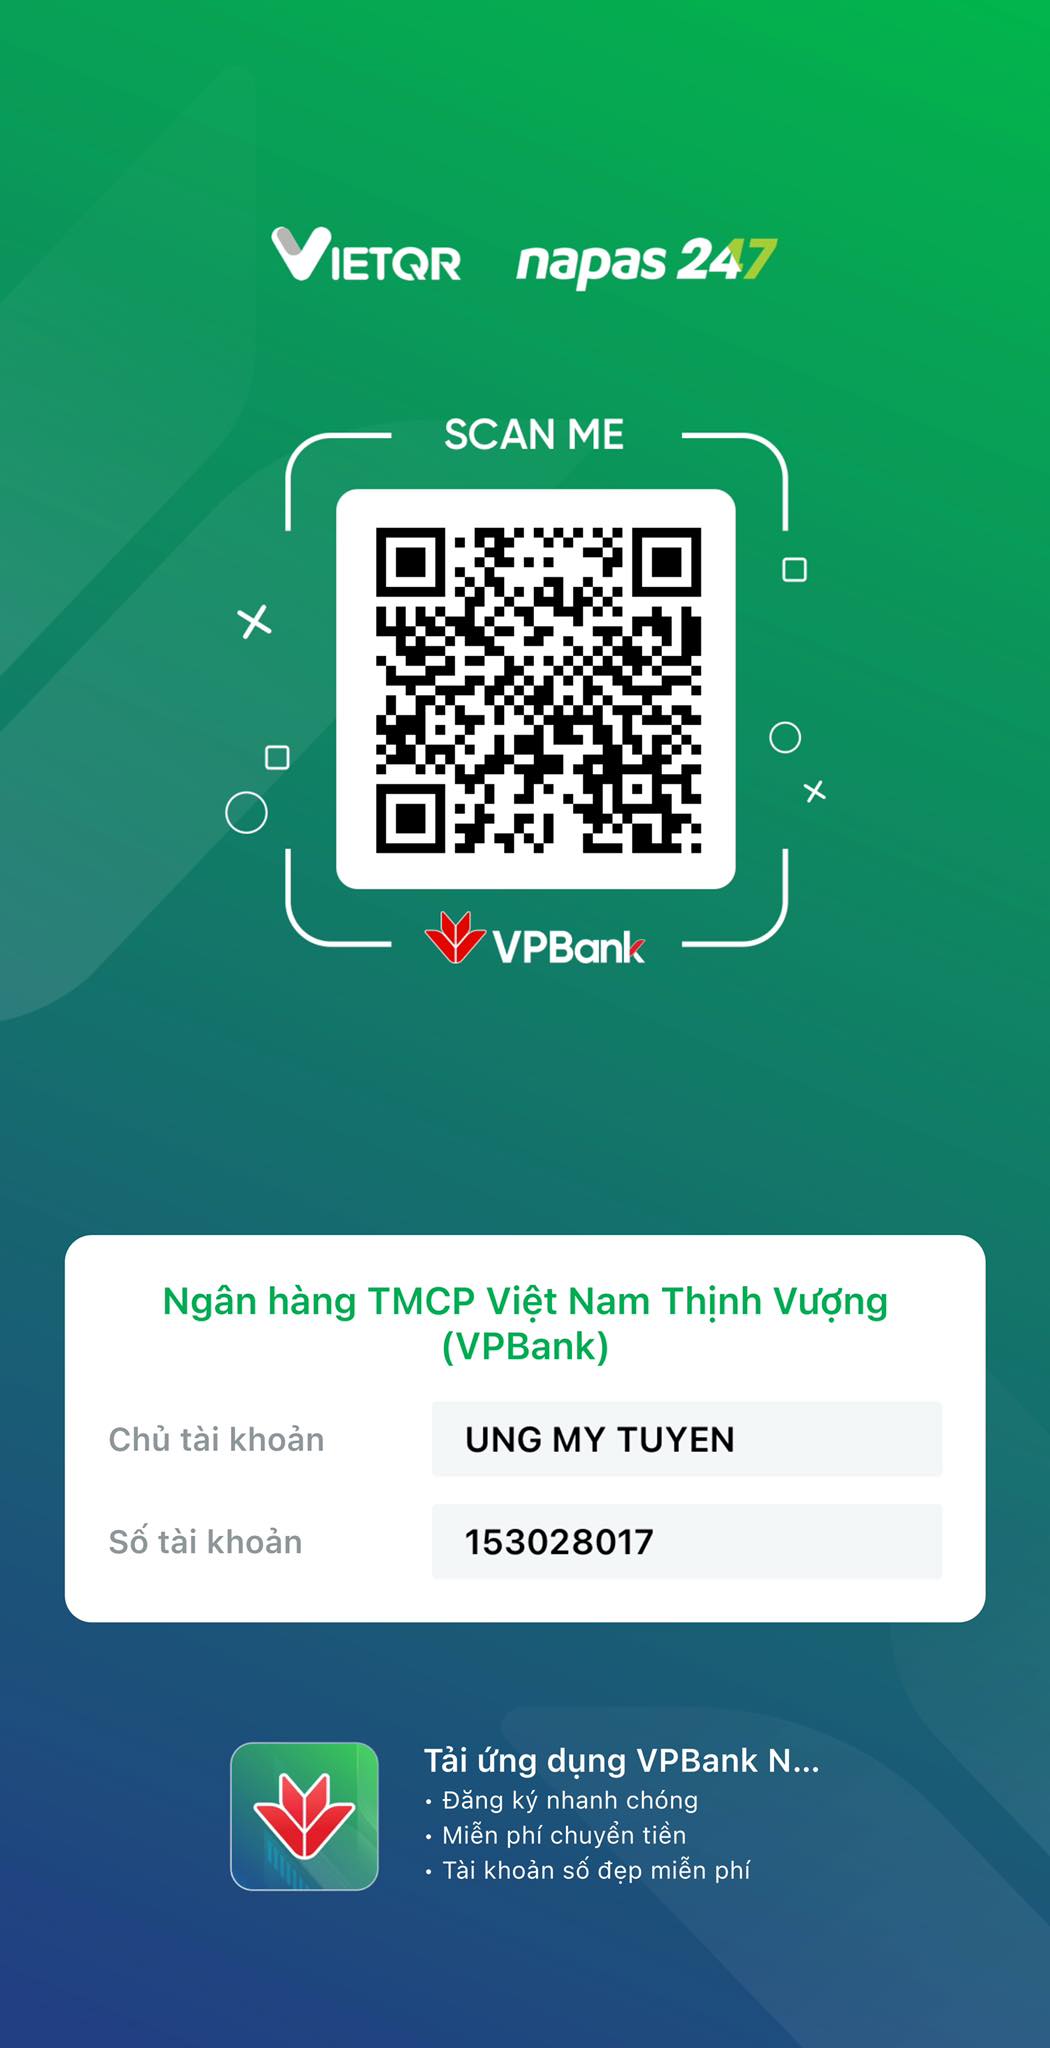 VIETQR napas 247
SCAN ME
VPBank
Ngân hàng TMCP Việt Nam Thịnh Vượng
(VPBank)
Chủ tài khoản UNG MY TUYEN
Số tài khoản 153028017
Tải ứng dụng VPBank N...
• Đăng ký nhanh chóng
• Miễn phí chuyển tiền
• Tài khoản số đẹp miễn phí